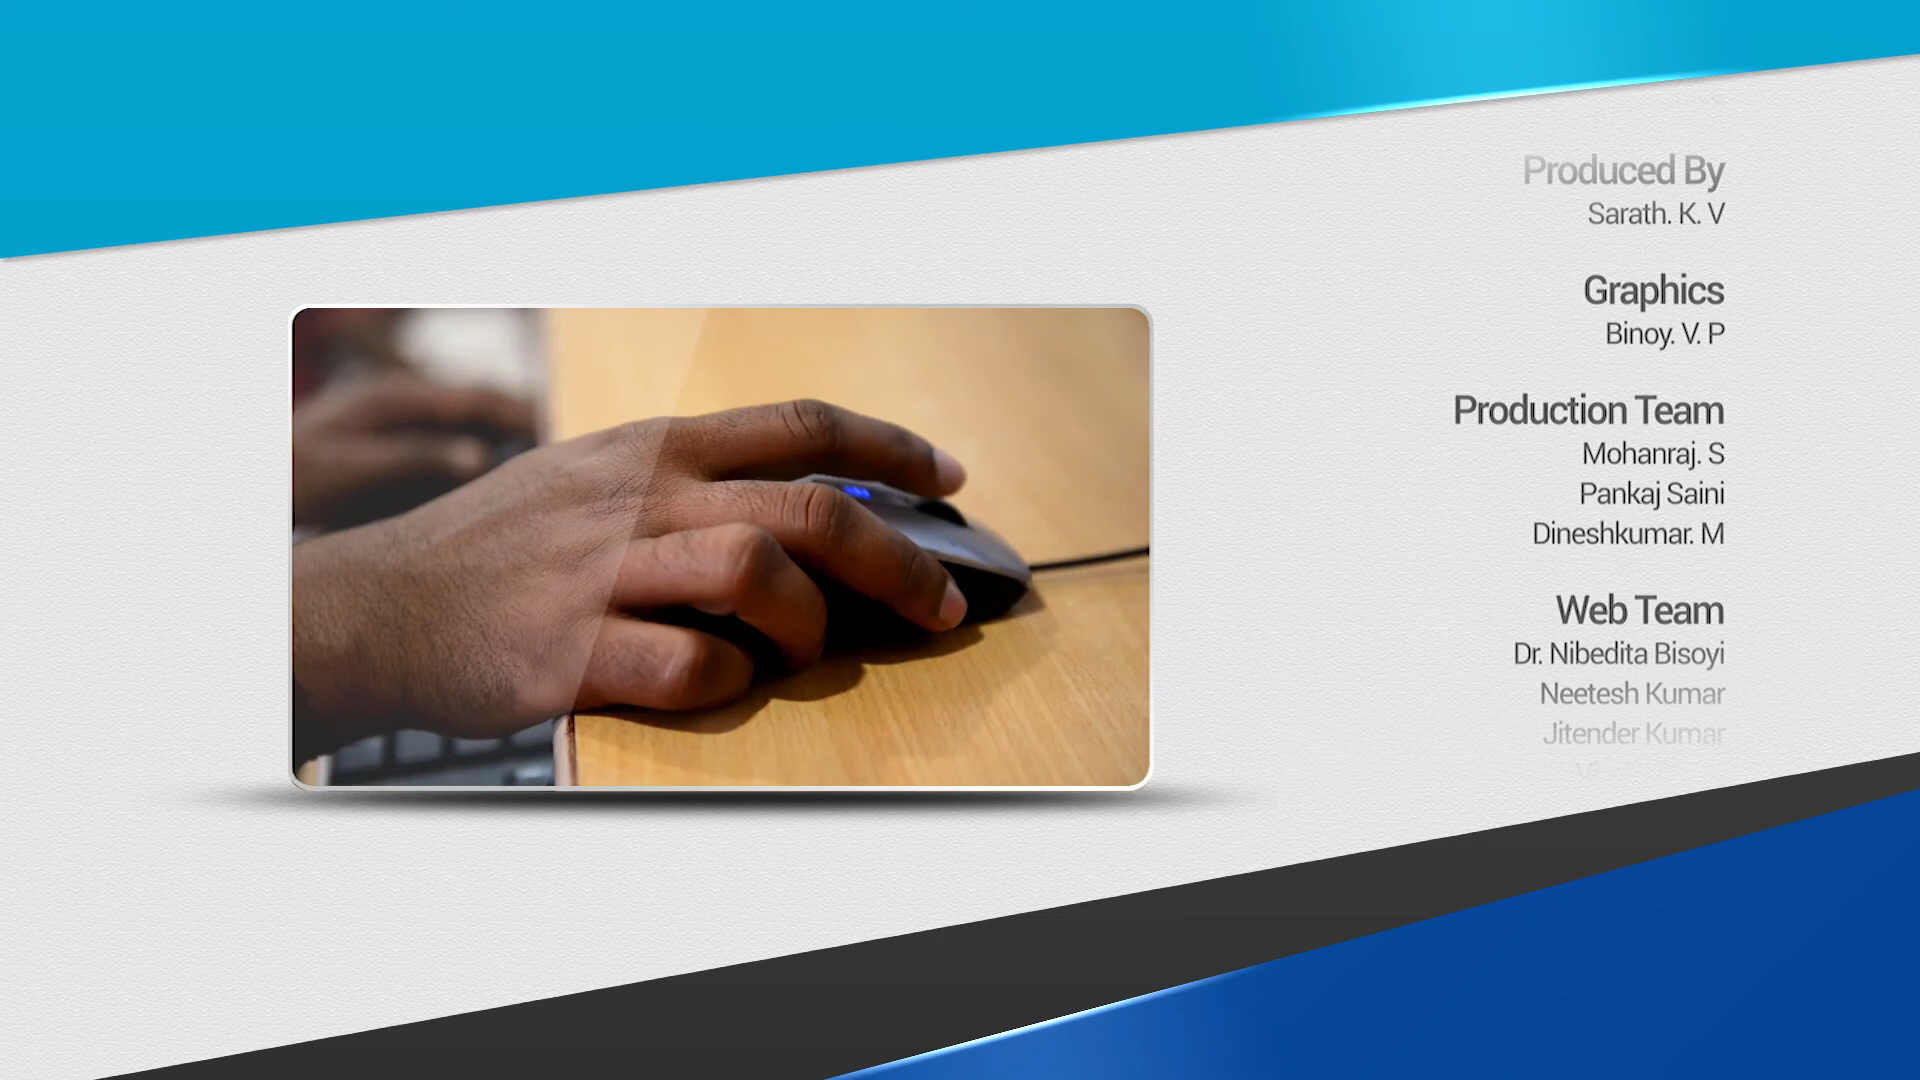 Produced By
Sarath. K. V
Graphics
Binoy. V. P
Production Team
Mohanraj. S
Pankaj Saini
Dineshkumar. M
Web Team
Dr. Nibedita Bisoyi
Neetesh Kumar
Jitender Kumar